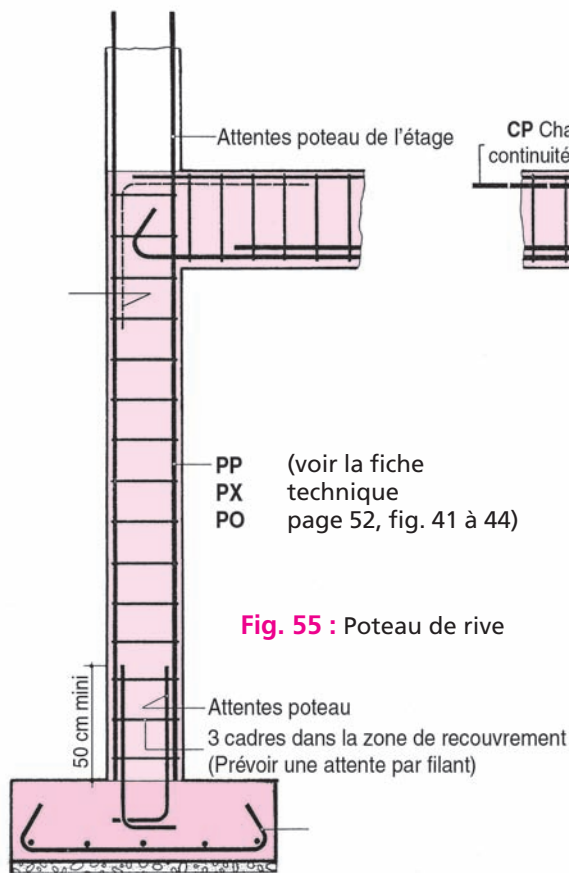 Attentes poteau de l'étage
CP Cha
continuité
PP (voir la fiche
PX technique
PO page 52, fig. 41 à 44)
Fig. 55 : Poteau de rive
50 cm mini
Attentes poteau
3 cadres dans la zone de recouvrement
(Prévoir une attente par filant)